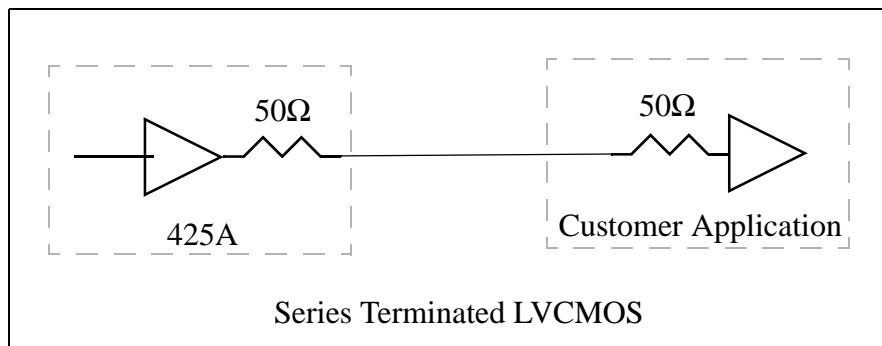 50Ω
50Ω
425A
Customer Application
Series Terminated LVCMOS